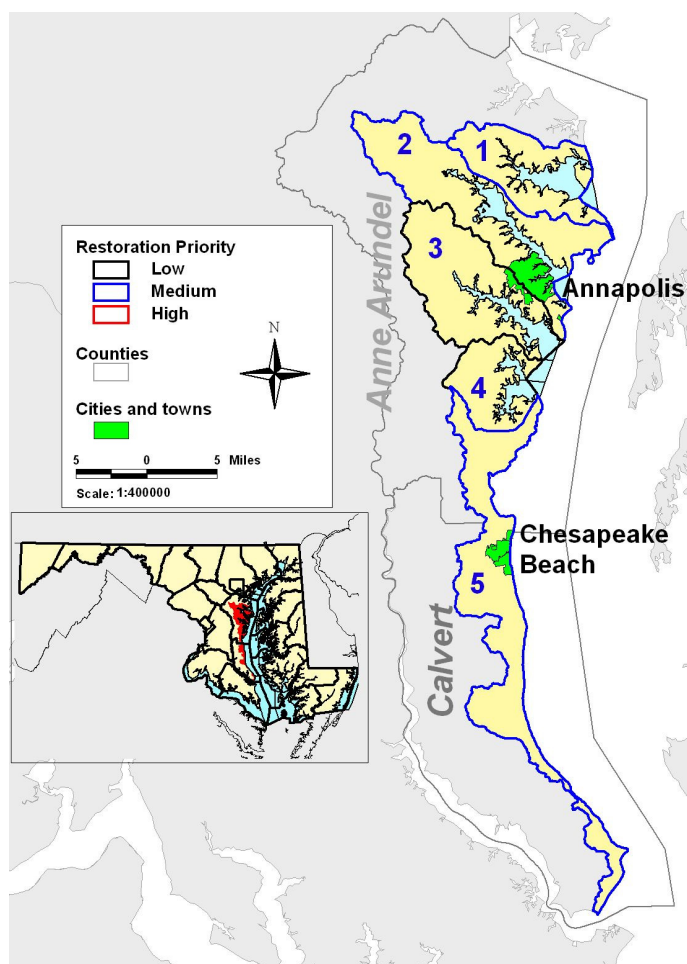 2
1
3
Annapolis
4
Anne Arundel
Restoration Priority
Low
Medium
High
Counties
Cities and towns
N
5 0 5 Miles
Scale: 1:400000
Chesapeake
Beach
5
Calvert